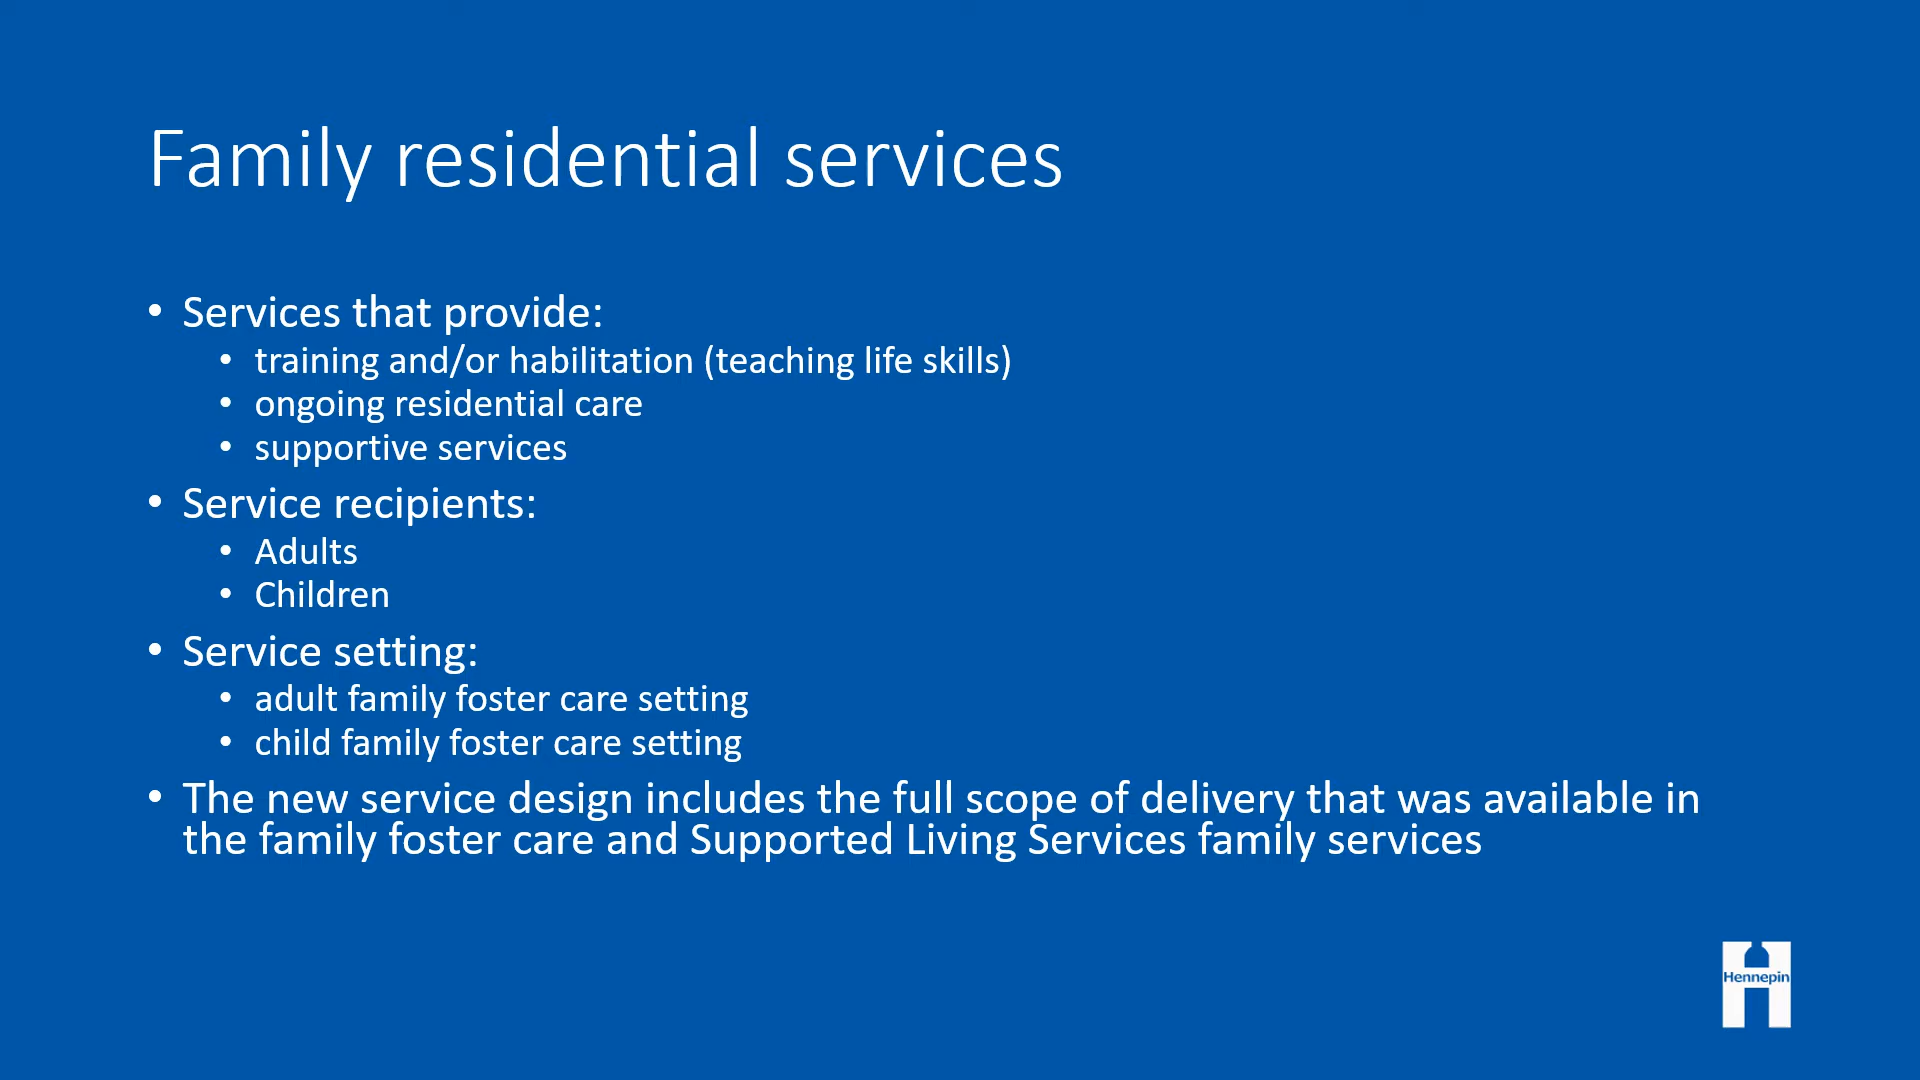 Family residential services
• Services that provide:
• training and/or habilitation (teaching life skills)
• ongoing residential care
• supportive services
• Service recipients:
• Adults
• Children
• Service setting:
• adult family foster care setting
• child family foster care setting
• The new service design includes the full scope of delivery that was available in
the family foster care and Supported Living Services family services
Hennepin